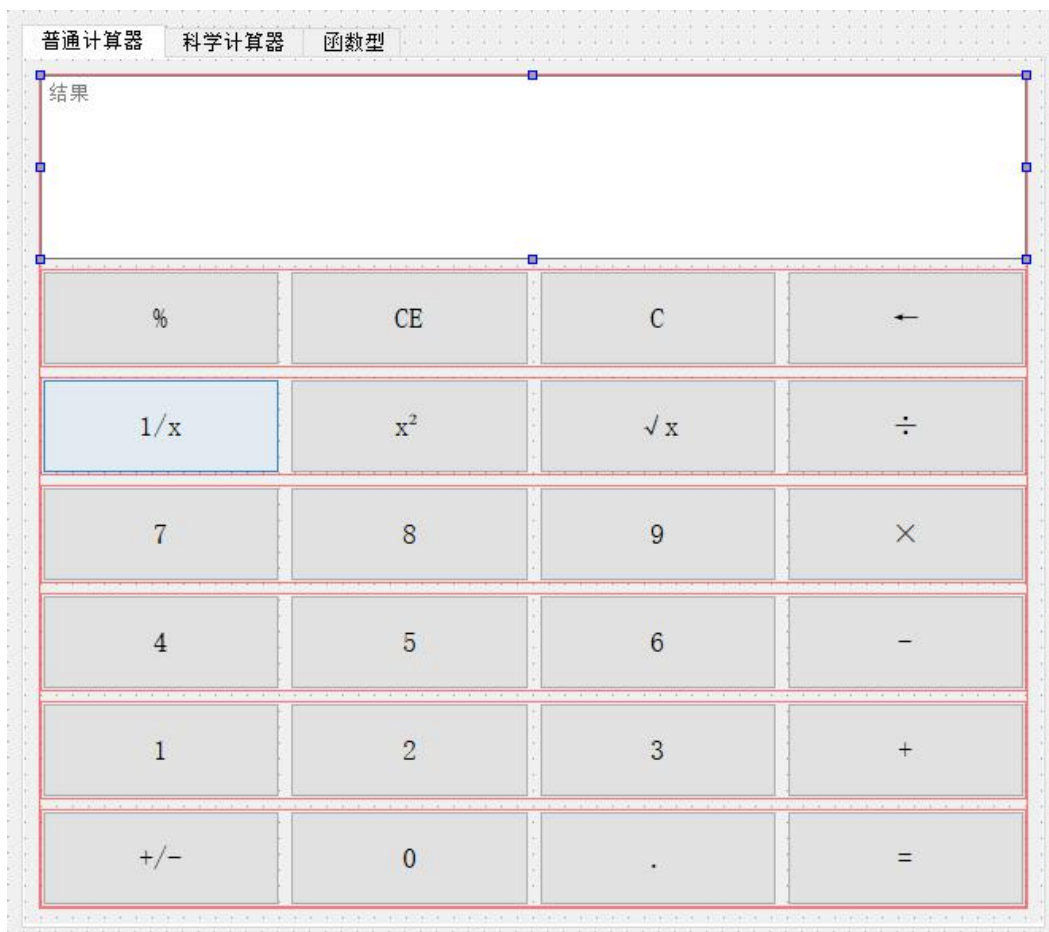 普通计算器 科学计算器 函数型
结果
% CE C ←
1/x x² √x ÷
7 8 9 ×
4 5 6 -
1 2 3 +
+/- 0 . =